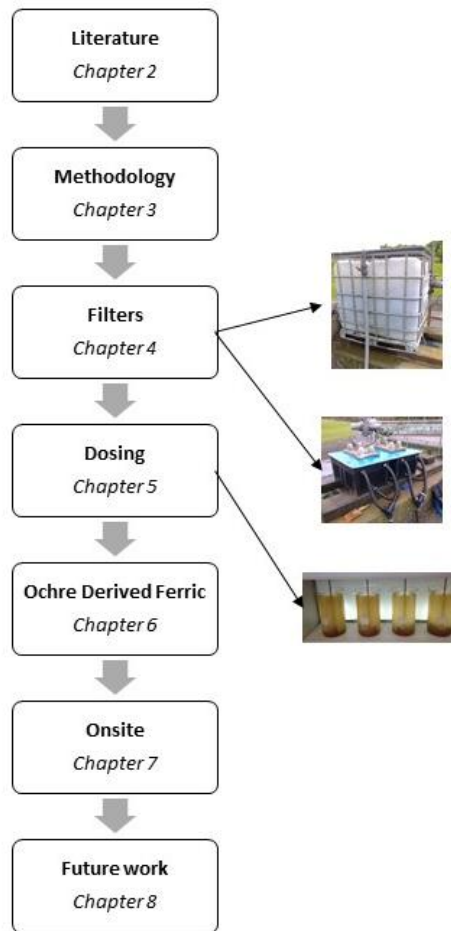 Literature
Chapter 2
Methodology
Chapter 3
Filters
Chapter 4
Dosing
Chapter 5
Ochre Derived Ferric
Chapter 6
Onsite
Chapter 7
Future work
Chapter 8